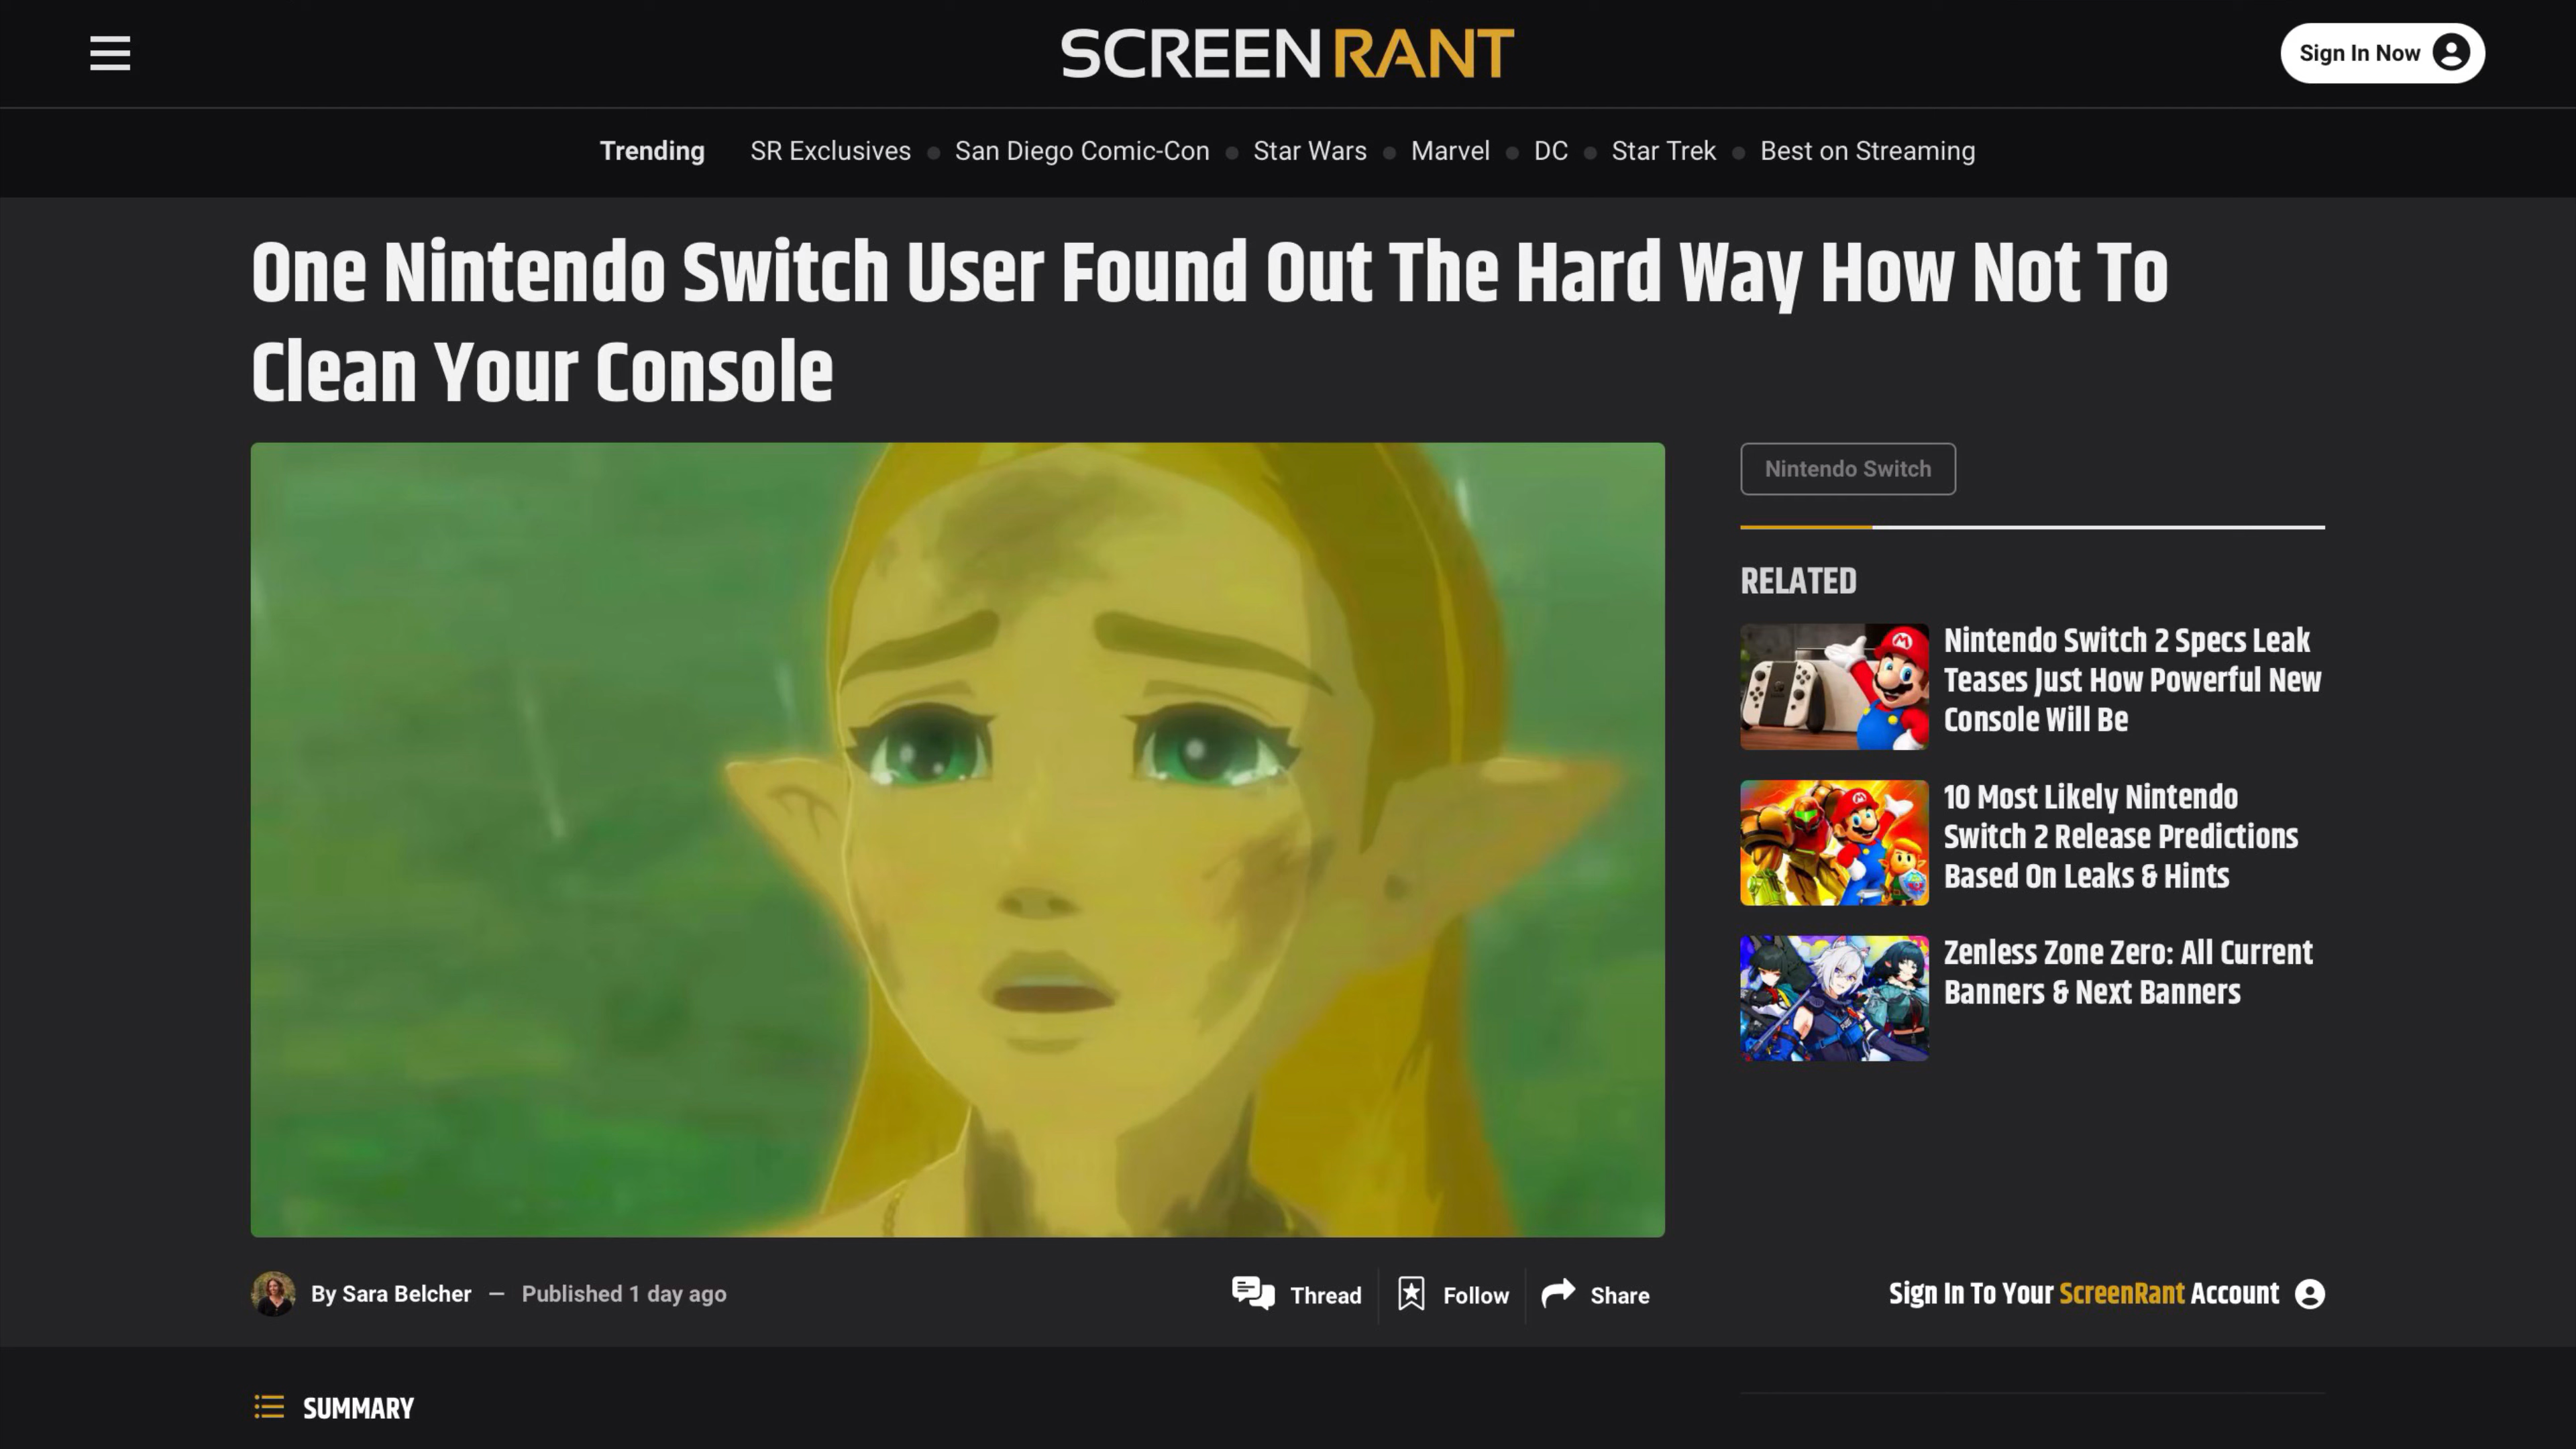 SCREENRANT
Sign In Now
Trending SR Exclusives San Diego Comic-Con Star Wars Marvel DC Star Trek Best on Streaming
One Nintendo Switch User Found Out The Hard Way How Not To
Clean Your Console
Nintendo Switch
RELATED
Nintendo Switch 2 Specs Leak
Teases Just How Powerful New
Console Will Be
10 Most Likely Nintendo
Switch 2 Release Predictions
Based On Leaks & Hints
Zenless Zone Zero: All Current
Banners & Next Banners
By Sara Belcher — Published 1 day ago
Thread
Follow
Share
Sign In To Your ScreenRant Account
SUMMARY